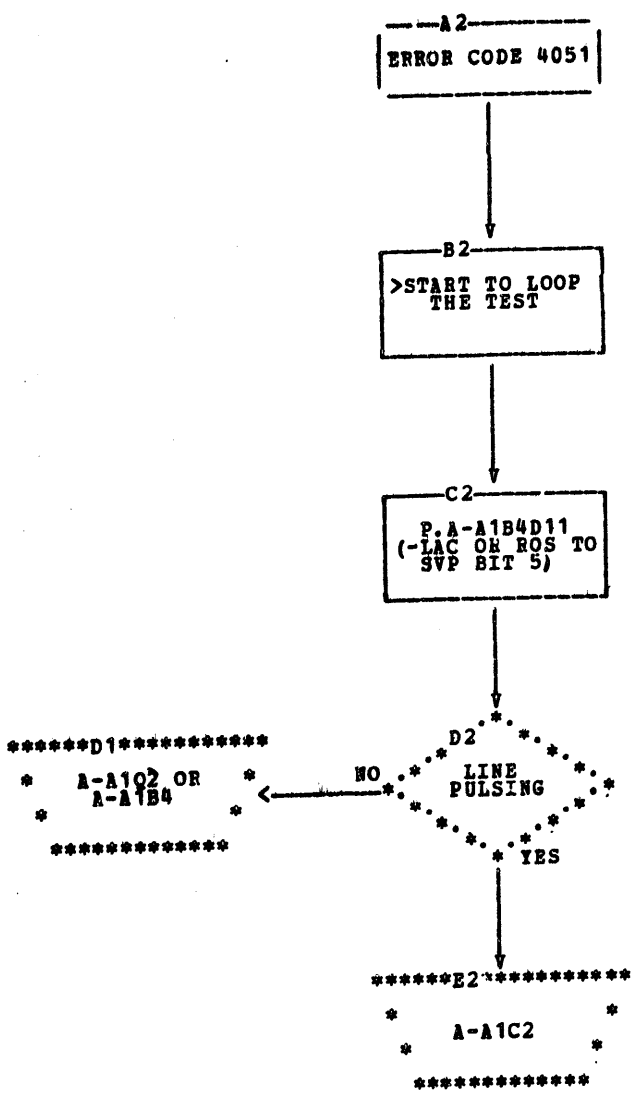 A2
ERROR CODE 4051
B2
>START TO LOOP
THE TEST
C2
P.A-A1B4D11
(-LAC OR ROS TO
SVP BIT 5)
D2
LINE
PULSING
NO
YES
******D1***********
A-A1Q2 OR
A-A1B4
*************
******E2***********
A-A1C2
*************